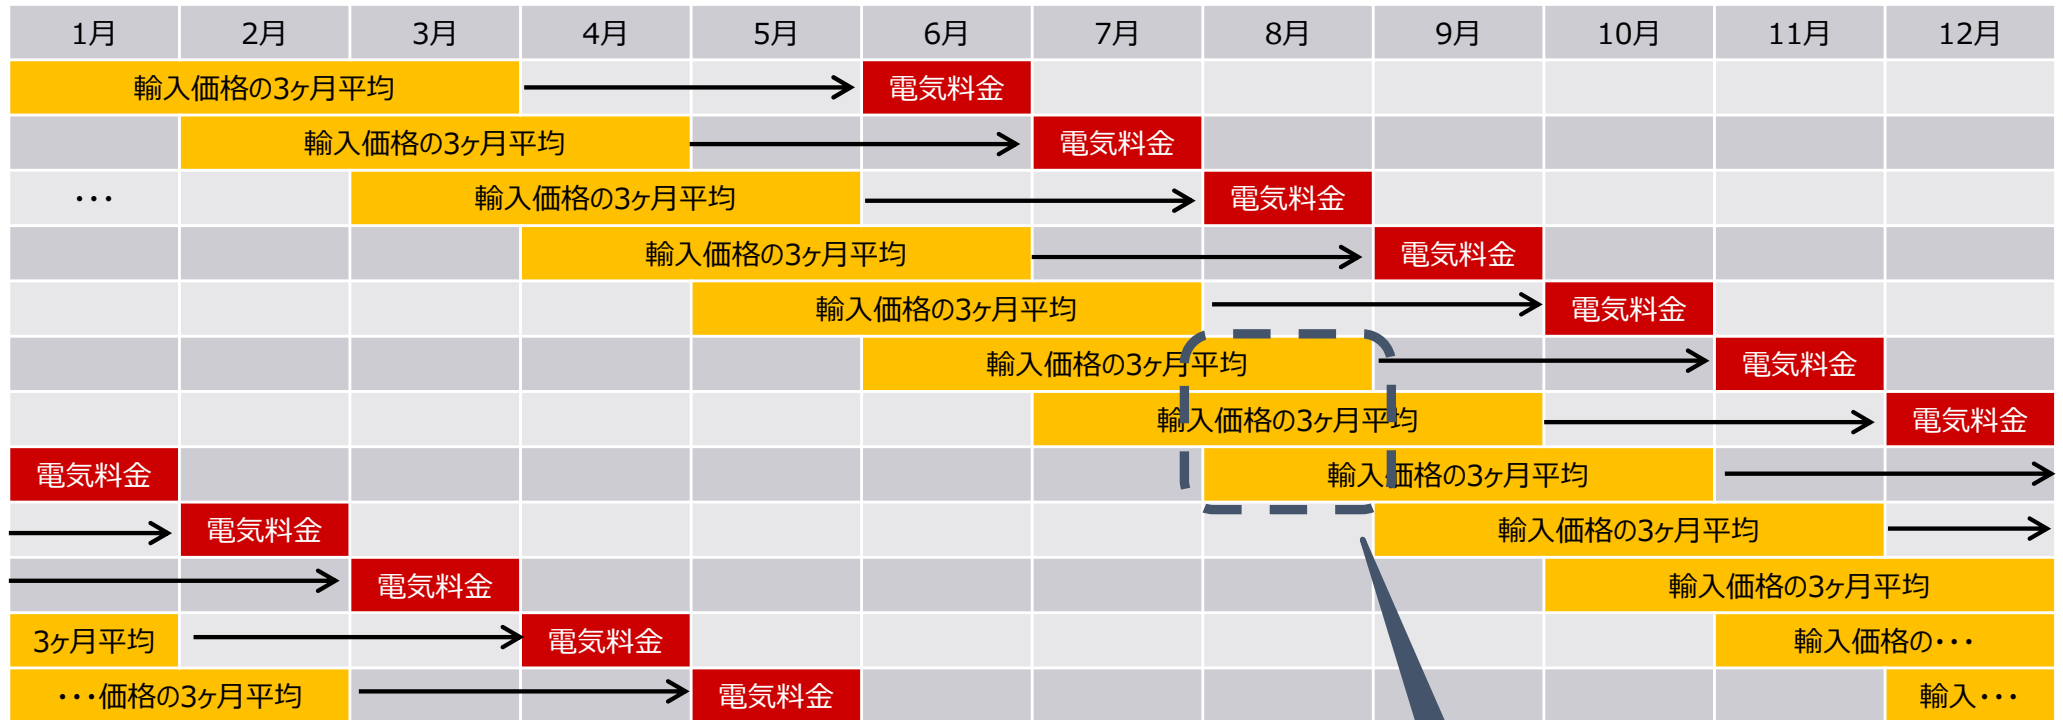 1月 2月 3月 4月 5月 6月 7月 8月 9月 10月 11月 12月
輸入価格の3ヶ月平均 電気料金
輸入価格の3ヶ月平均 電気料金
・・・ 輸入価格の3ヶ月平均 電気料金
輸入価格の3ヶ月平均 電気料金
輸入価格の3ヶ月平均 電気料金
輸入価格の3ヶ月平均 電気料金
輸入価格の3ヶ月平均 電気料金
電気料金 輸入価格の3ヶ月平均
電気料金 輸入価格の3ヶ月平均
電気料金 輸入価格の3ヶ月平均
3ヶ月平均 電気料金 輸入価格の・・・
・・・価格の3ヶ月平均 電気料金 輸入・・・